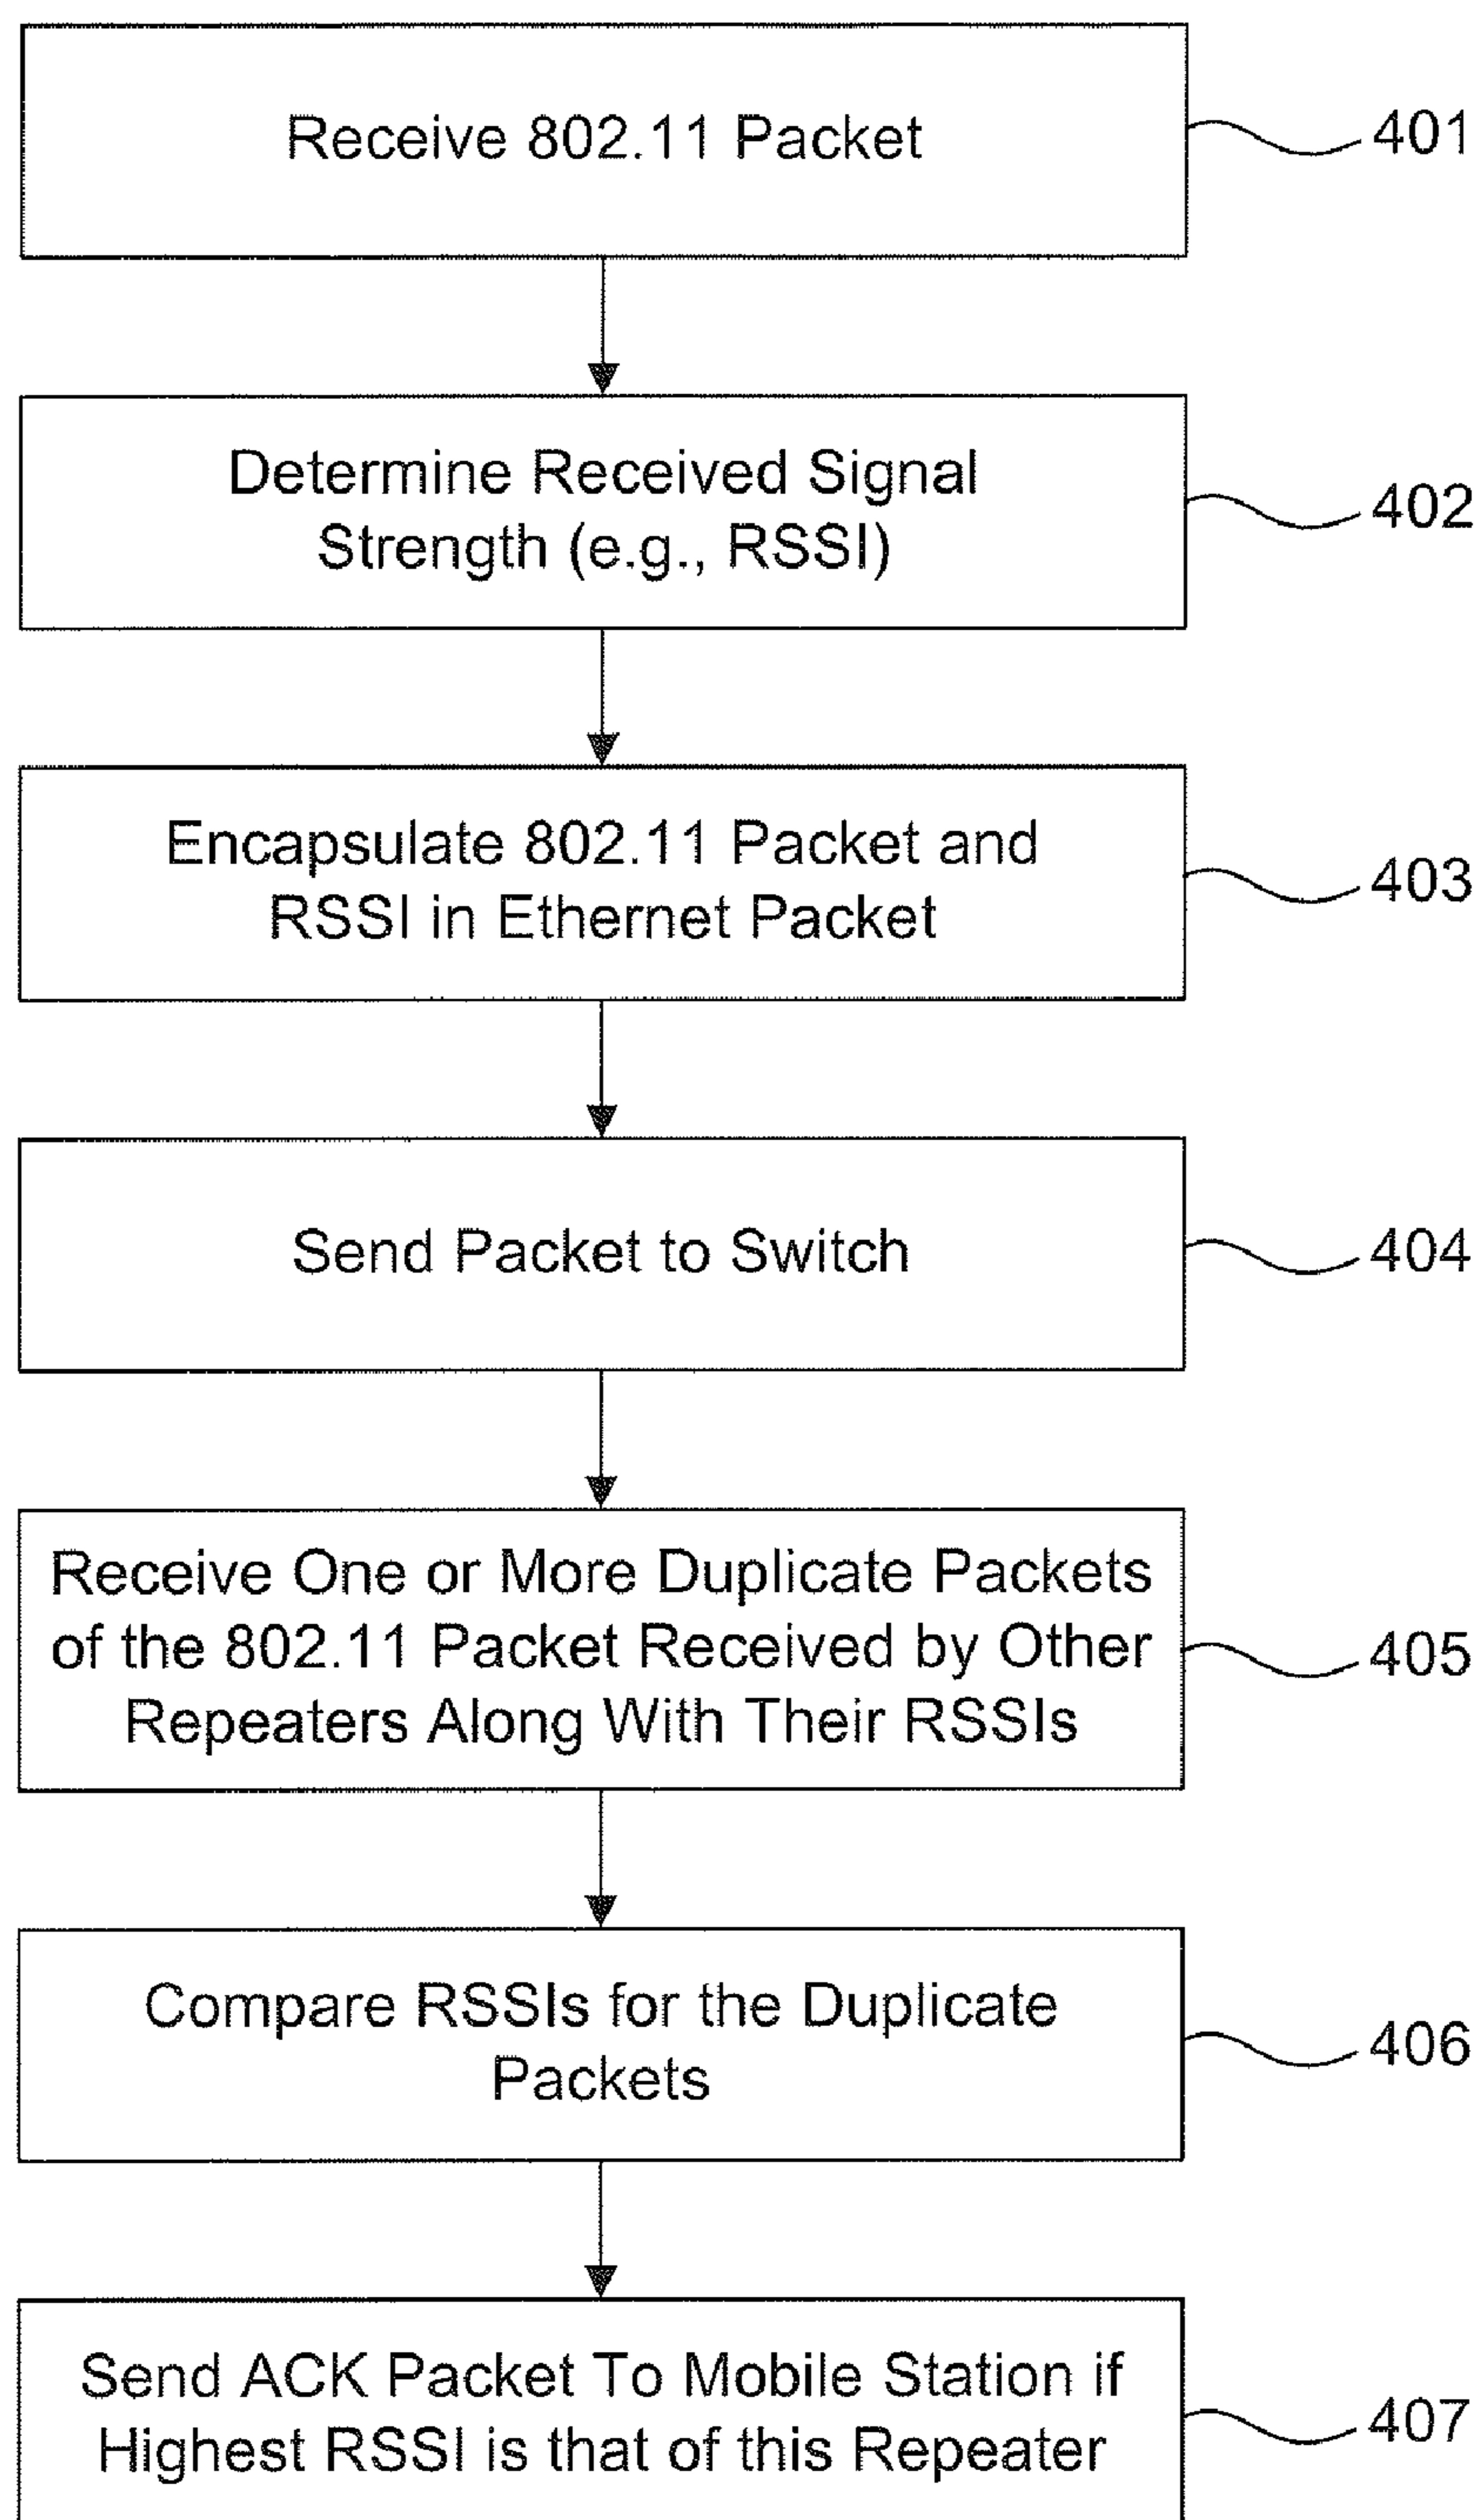 Receive 802.11 Packet
401
Determine Received Signal
Strength (e.g., RSSI)
402
Encapsulate 802.11 Packet and
RSSI in Ethernet Packet
403
Send Packet to Switch
404
Receive One or More Duplicate Packets
of the 802.11 Packet Received by Other
Repeaters Along With Their RSSIs
405
Compare RSSIs for the Duplicate
Packets
406
Send ACK Packet To Mobile Station if
Highest RSSI is that of this Repeater
407